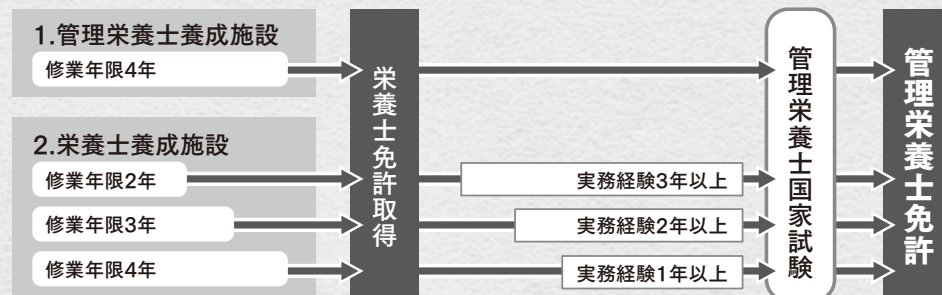 1.管理栄養士養成施設
修業年限4年
2.栄養士養成施設
修業年限2年
修業年限3年
修業年限4年
栄養士免許取得
実務経験3年以上
実務経験2年以上
実務経験1年以上
管理栄養士国家試験
管理栄養士免許